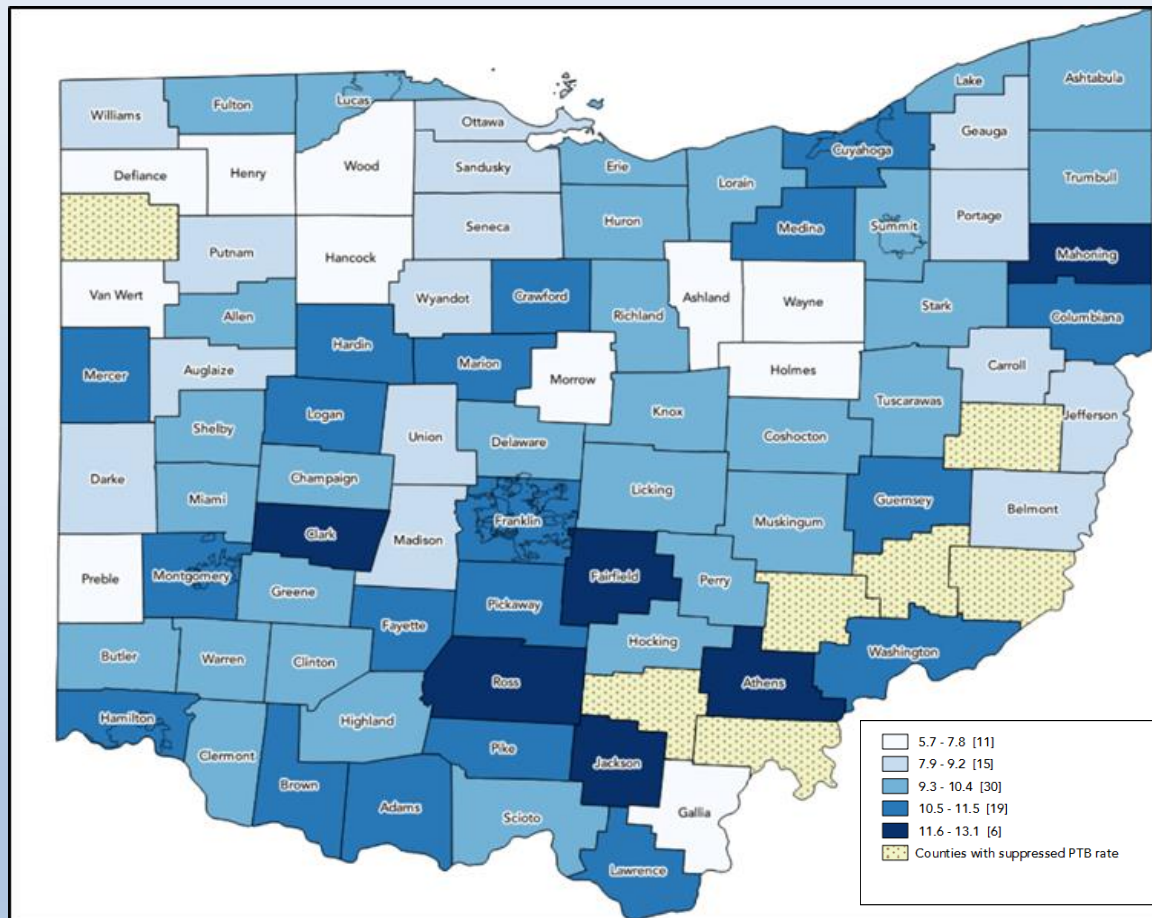 Williams
Fulton
Lucas
Lake
Ashtabula
Ottawa
Geauga
Cuyahoga
Wood
Sandusky
Erie
Defiance
Henry
Lorain
Trumbull
Portage
Huron
Seneca
Medina
Summit
Putnam
Hancock
Mahoning
Van Wert
Wyandot
Crawford
Ashland
Wayne
Stark
Allen
Richland
Columbiana
Hardin
Marion
Carroll
Auglaize
Mercer
Morrow
Holmes
Tuscarawas
Logan
Knox
Jefferson
Shelby
Union
Delaware
Coshocton
Champaign
Darke
Licking
Miami
Guernsey
Belmont
Franklin
Muskingum
Clark
Madison
Montgomery
Fairfield
Preble
Perry
Greene
Pickaway
Fayette
Hocking
Washington
Butler
Warren
Clinton
Ross
Athens
Hamilton
Highland
Pike
Clermont
Jackson
Brown
Adams
Gallia
Scioto
Lawrence
5.7 - 7.8 [11]
7.9 - 9.2 [15]
9.3 - 10.4 [30]
10.5 - 11.5 [19]
11.6 - 13.1 [6]
Counties with suppressed PTB rate